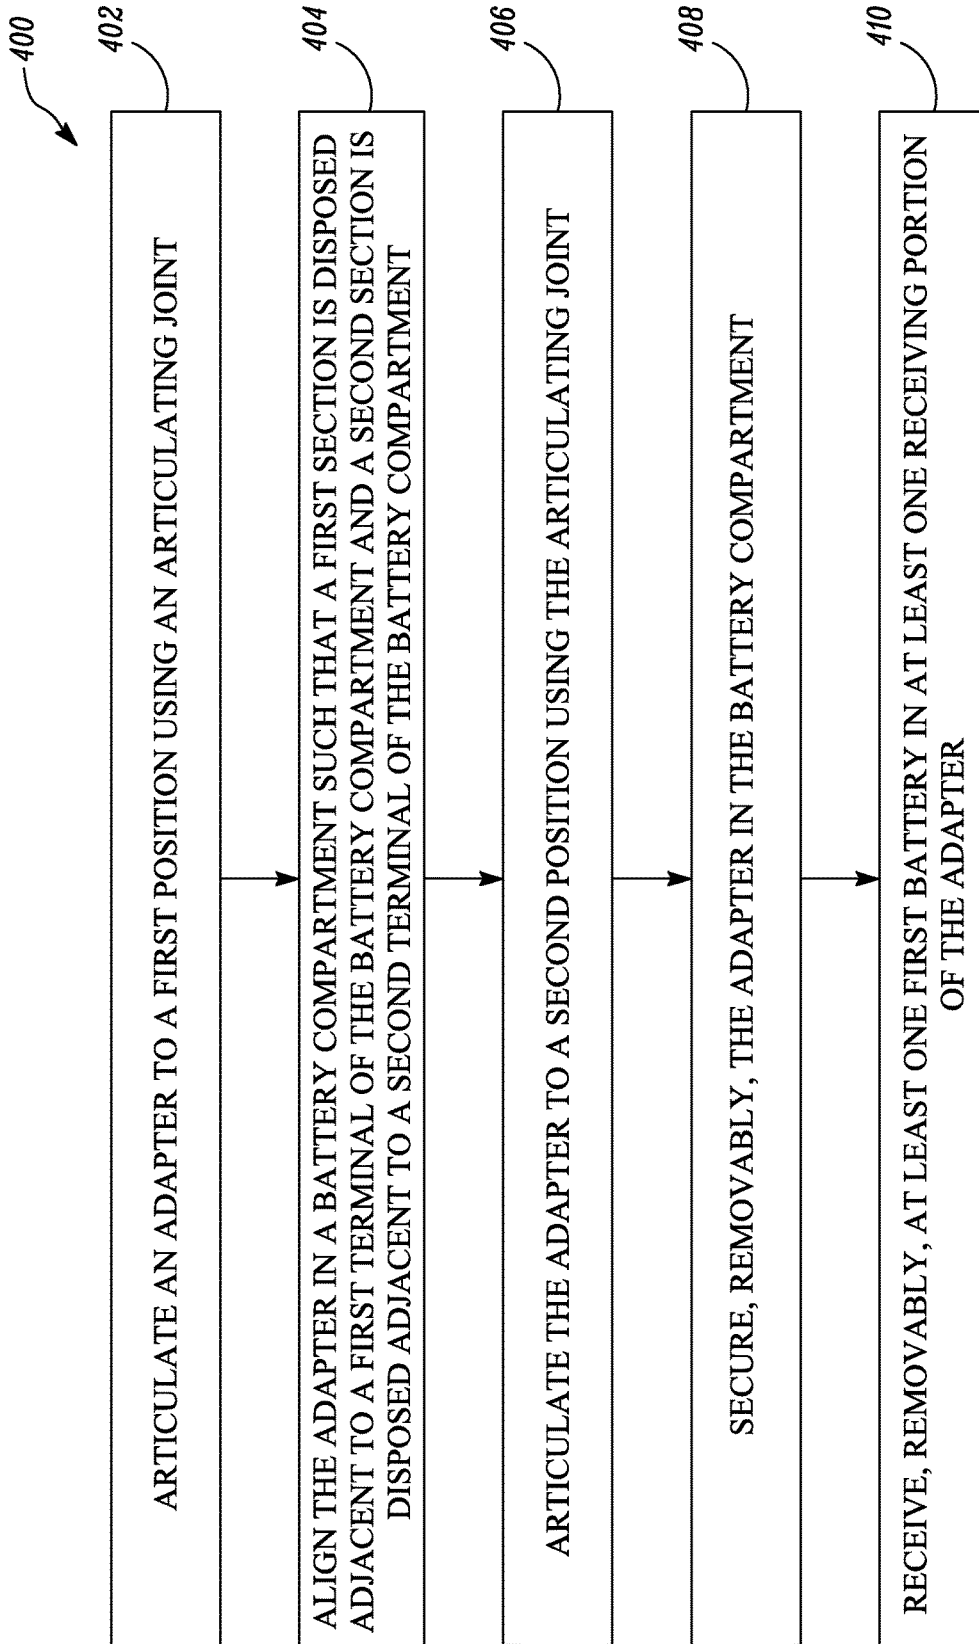 400
402
ARTICULATE AN ADAPTER TO A FIRST POSITION USING AN ARTICULATING JOINT
404
ALIGN THE ADAPTER IN A BATTERY COMPARTMENT SUCH THAT A FIRST SECTION IS DISPOSED
ADJACENT TO A FIRST TERMINAL OF THE BATTERY COMPARTMENT AND A SECOND SECTION IS
DISPOSED ADJACENT TO A SECOND TERMINAL OF THE BATTERY COMPARTMENT
406
ARTICULATE THE ADAPTER TO A SECOND POSITION USING THE ARTICULATING JOINT
408
SECURE, REMOVABLY, THE ADAPTER IN THE BATTERY COMPARTMENT
410
RECEIVE, REMOVABLY, AT LEAST ONE FIRST BATTERY IN AT LEAST ONE RECEIVING PORTION
OF THE ADAPTER